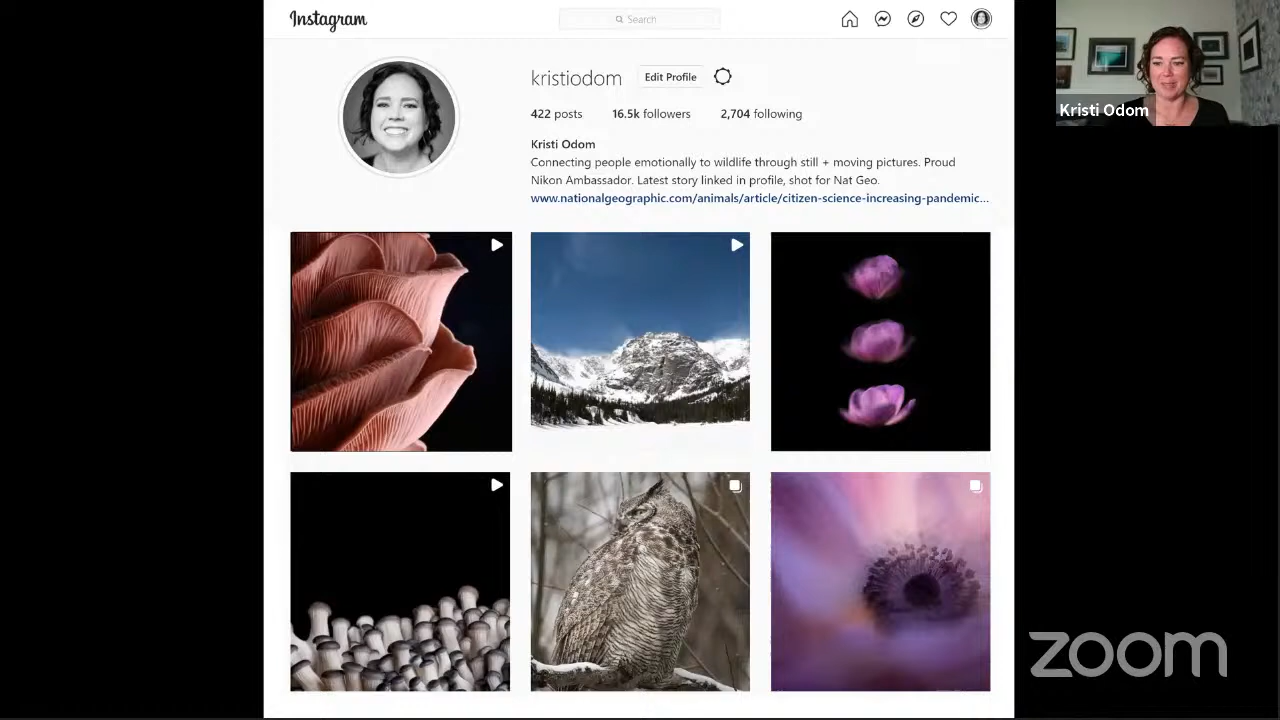 Instagram
Search
kristiodom
Edit Profile
422 posts
16.5k followers
2,704 following
Kristi Odom
Connecting people emotionally to wildlife through still + moving pictures. Proud
Nikon Ambassador. Latest story linked in profile, shot for Nat Geo.
www.nationalgeographic.com/animals/article/citizen-science-increasing-pandemic...
Kristi Odom
zoom